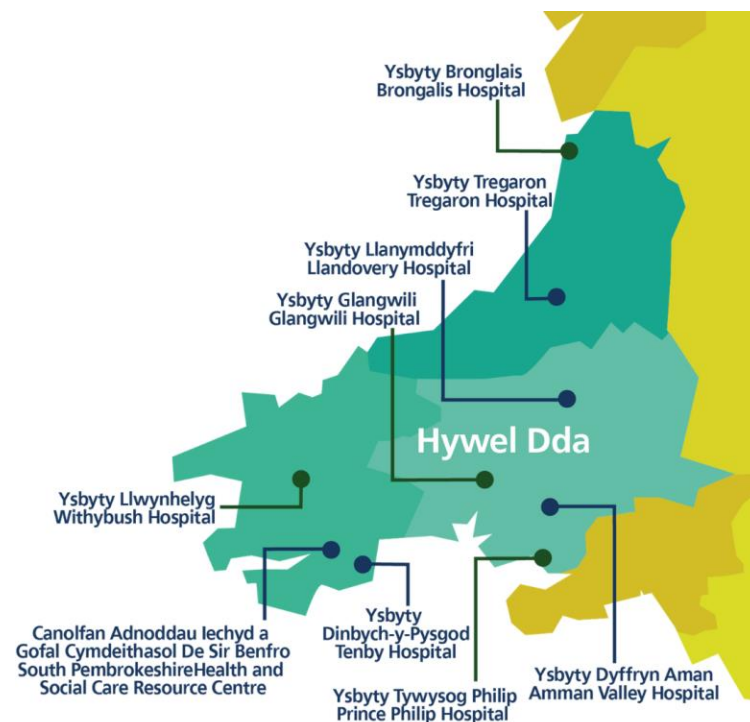 Ysbyty Bronglais
Brongalis Hospital
Ysbyty Tregaron
Tregaron Hospital
Ysbyty Llanymddyfri
Llandovery Hospital
Ysbyty Glangwili
Glangwili Hospital
Hywel Dda
Ysbyty Llwynhelyg
Withybush Hospital
Canolfan Adnoddau Iechyd a
Gofal Cymdeithasol De Sir Benfro
South PembrokeshireHealth and
Social Care Resource Centre
Ysbyty
Dinbych-y-Pysgod
Tenby Hospital
Ysbyty Tywysog Philip
Prince Philip Hospital
Ysbyty Dyffryn Aman
Amman Valley Hospital